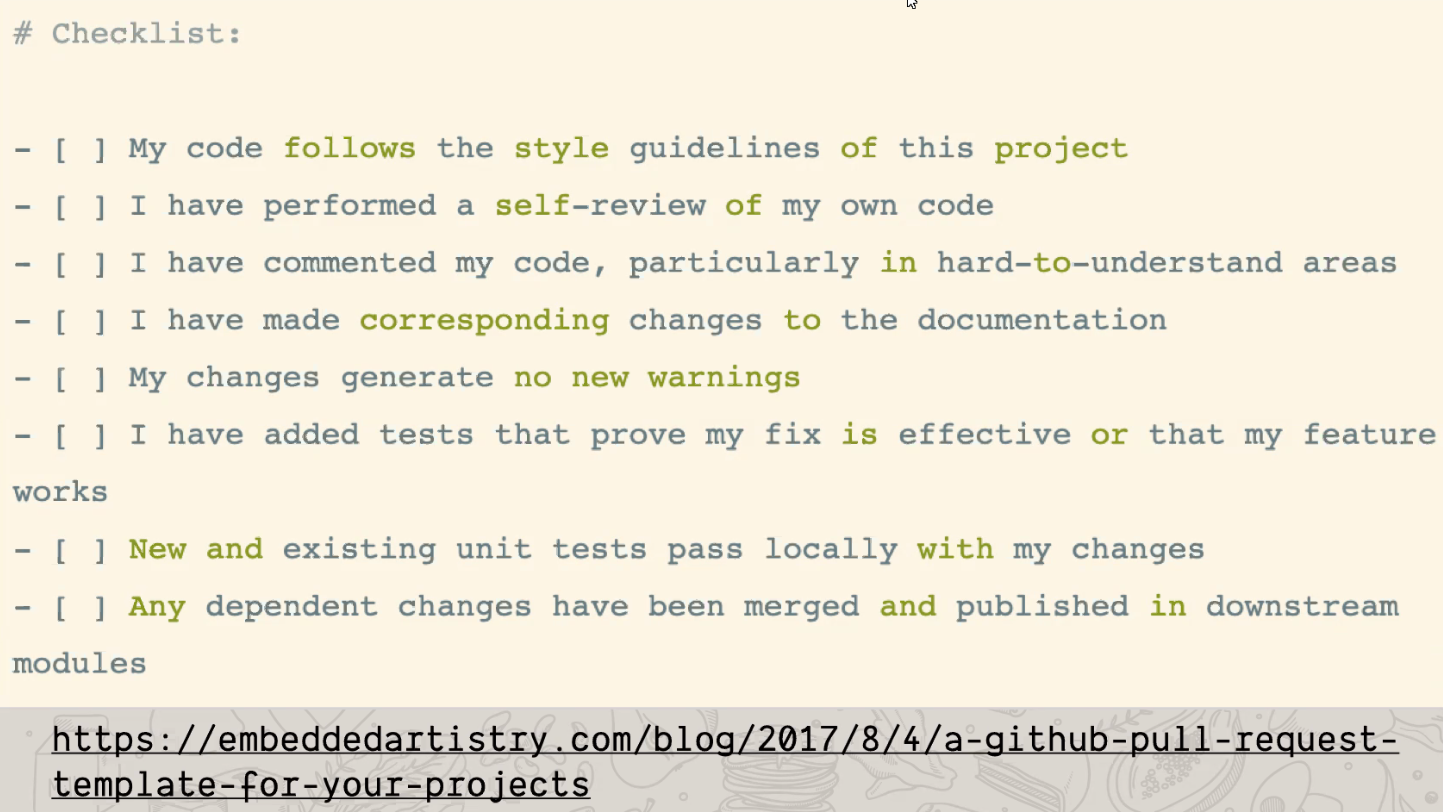 # Checklist:
- [ ] My code follows the style guidelines of this project
- [ ] I have performed a self-review of my own code
- [ ] I have commented my code, particularly in hard-to-understand areas
- [ ] I have made corresponding changes to the documentation
- [ ] My changes generate no new warnings
- [ ] I have added tests that prove my fix is effective or that my feature
works
- [ ] New and existing unit tests pass locally with my changes
- [ ] Any dependent changes have been merged and published in downstream
modules
https://embeddedartistry.com/blog/2017/8/4/a-github-pull-request-
template-for-your-projects